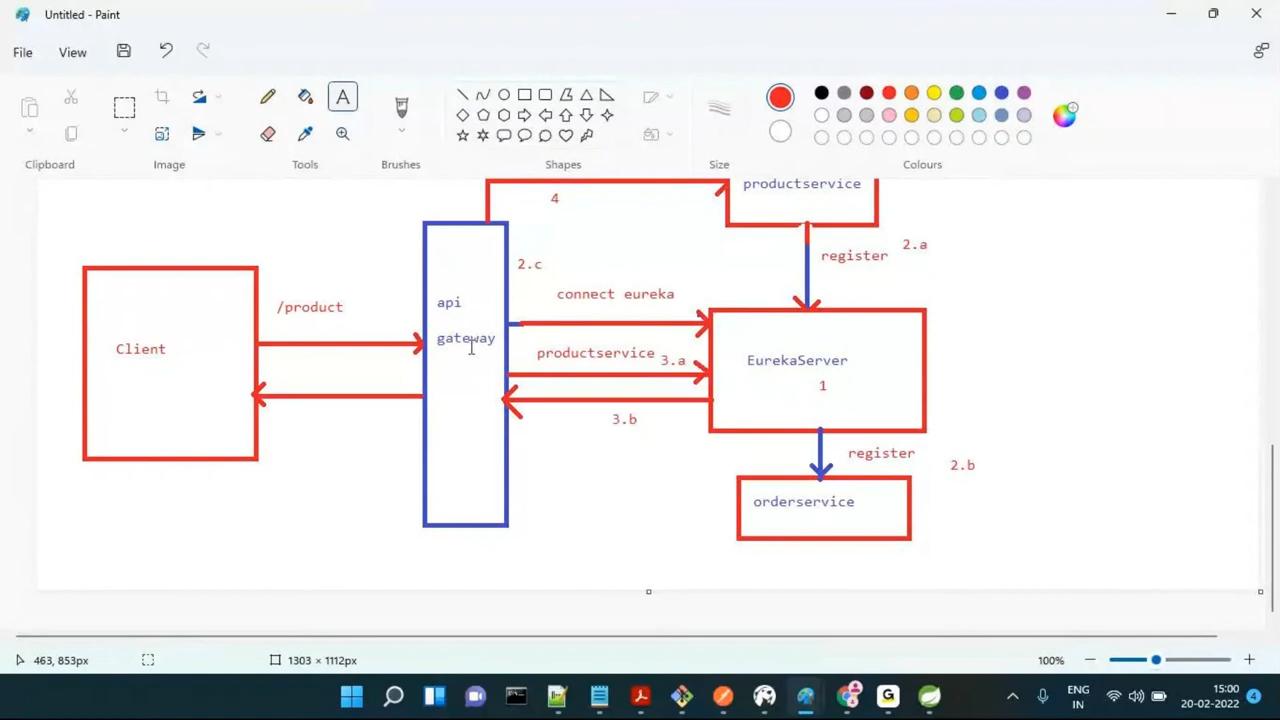 Untitled - Paint
File
View
Clipboard
Image
Tools
Brushes
Shapes
Size
Colours
productservice
4
2.a
register
2.c
connect eureka
/product
api
gateway
Client
productservice
3.a
EurekaServer
1
3.b
register
2.b
orderservice
463, 853px
1303 × 1112px
100%
ENG
IN
15:00
20-02-2022
4